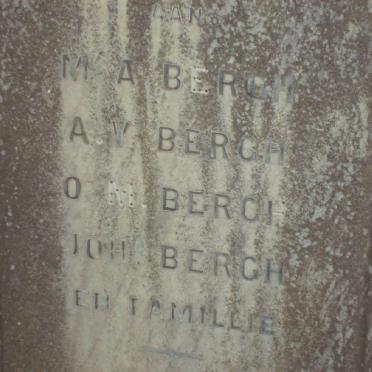 AAN
M. A. BERGH
A. V. BERGH
O. M. BERGH
JOH. BERGH
EN FAMILLIE